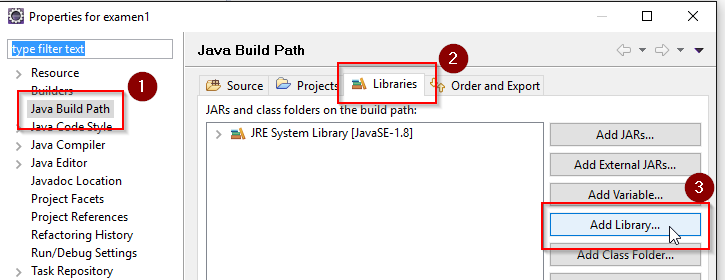 Properties for examen1
type filter text
Resource
Builders
Java Build Path
Java Code Style
Java Compiler
Java Editor
Javadoc Location
Project Facets
Project References
Refactoring History
Run/Debug Settings
Task Repository
1
Java Build Path
2
Source
Projects
Libraries
Order and Export
JARs and class folders on the build path:
JRE System Library [JavaSE-1.8]
Add JARs...
Add External JARs...
Add Variable...
3
Add Library...
Add Class Folder...